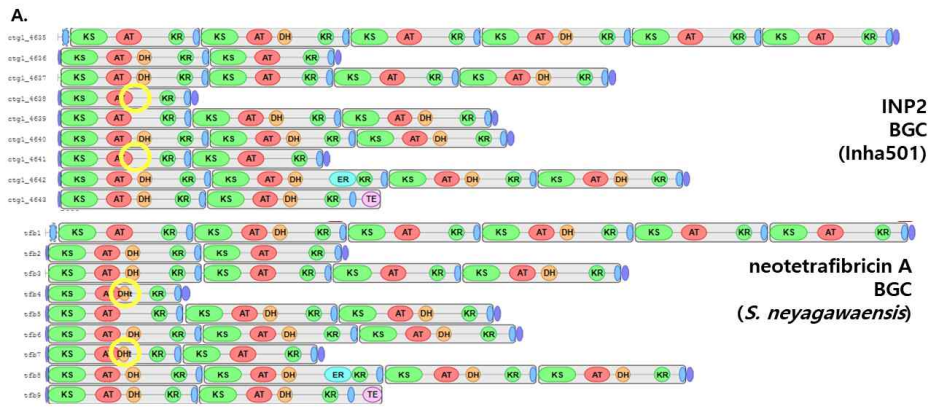 A.
ctg1_4635 KS AT KR KS AT DH KR KS AT KR KS AT DH KR KS AT KR KS AT KR
ctg1_4636 KS AT DH KR KS AT KR
ctg1_4637 KS AT DH KR KS AT DH KR KS AT KR KS AT DH KR
ctg1_4638 KS A KR
ctg1_4639 KS AT KR KS AT DH KR KS AT DH KR
ctg1_4640 KS AT DH KR KS AT DH KR KS AT DH KR
ctg1_4641 KS A KR KS AT KR
ctg1_4642 KS AT DH KR KS AT DH ER KR KS AT DH KR KS AT DH KR
ctg1_4643 KS AT DH KR KS AT DH KR TE
INP2
BGC
(Inha501)
KS AT KR KS AT DH KR KS AT KR KS AT DH KR KS AT KR KS AT KR
KS AT DH KR KS AT KR
KS AT DH KR KS AT DH KR KS AT KR KS AT DH KR
KS A DHt KR
KS AT KR KS AT DH KR KS AT DH KR
KS AT DH KR KS AT DH KR KS AT DH KR
KS A DHt KR KS AT KR
KS AT DH KR KS AT DH ER KR KS AT DH KR KS AT DH KR
KS AT DH KR KS AT DH KR TE
neotetrafibricin A
BGC
(S. neyagawaensis)